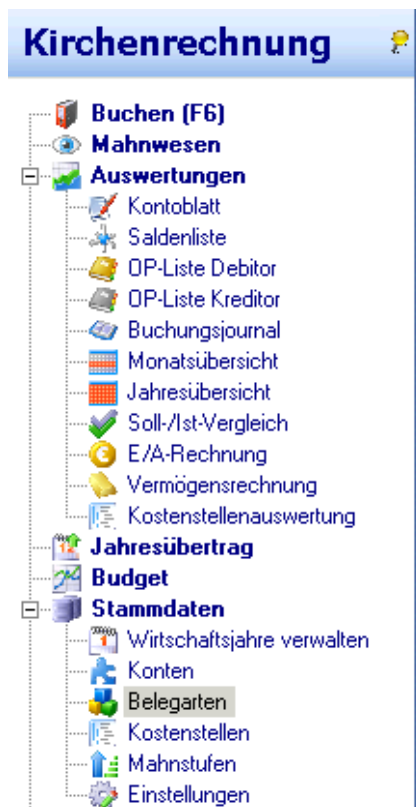 Kirchenrechnung
Buchen (F6)
Mahnwesen
Auswertungen
Kontoblatt
Saldenliste
OP-Liste Debitor
OP-Liste Kreditor
Buchungsjournal
Monatsübersicht
Jahresübersicht
Soll-/Ist-Vergleich
E/A-Rechnung
Vermögensrechnung
Kostenstellenauswertung
Jahresübertrag
Budget
Stammdaten
Wirtschaftsjahre verwalten
Konten
Belegarten
Kostenstellen
Mahnstufen
Einstellungen